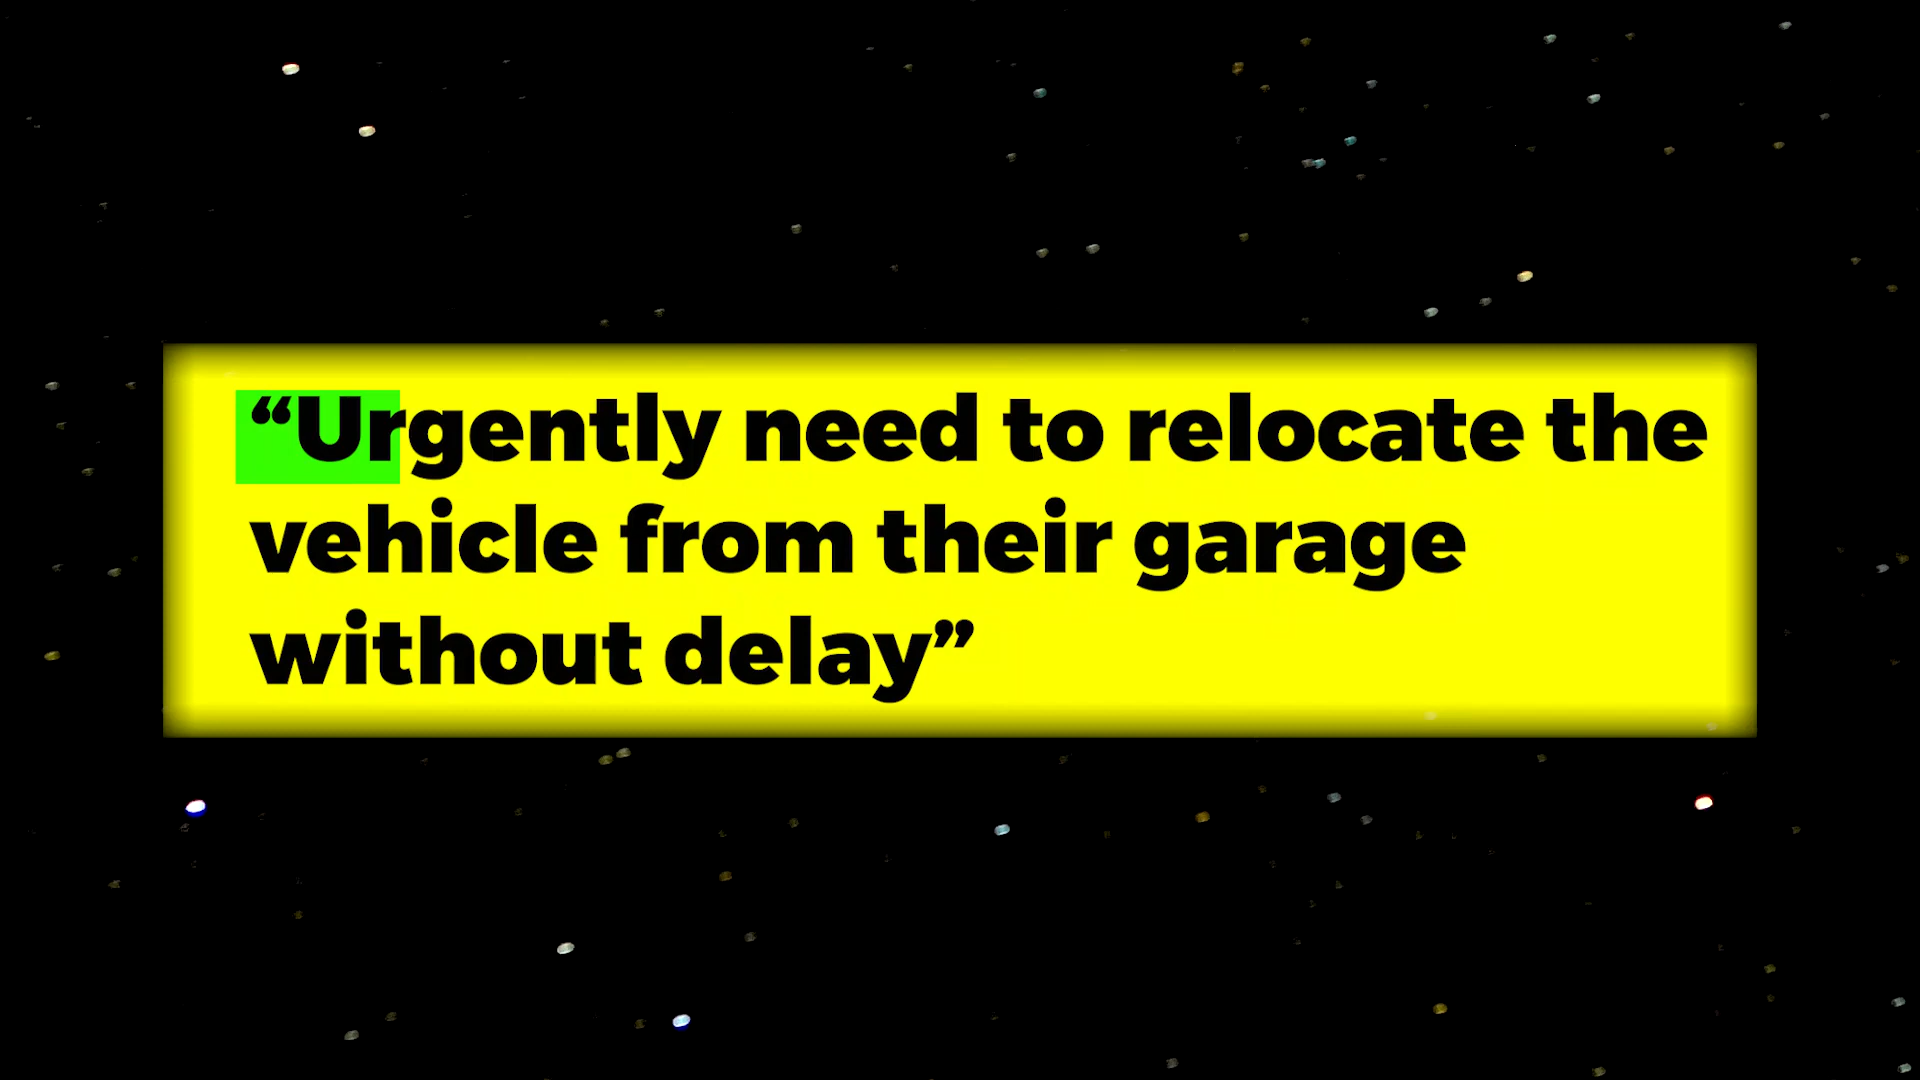 “Urgently need to relocate the
vehicle from their garage
without delay”